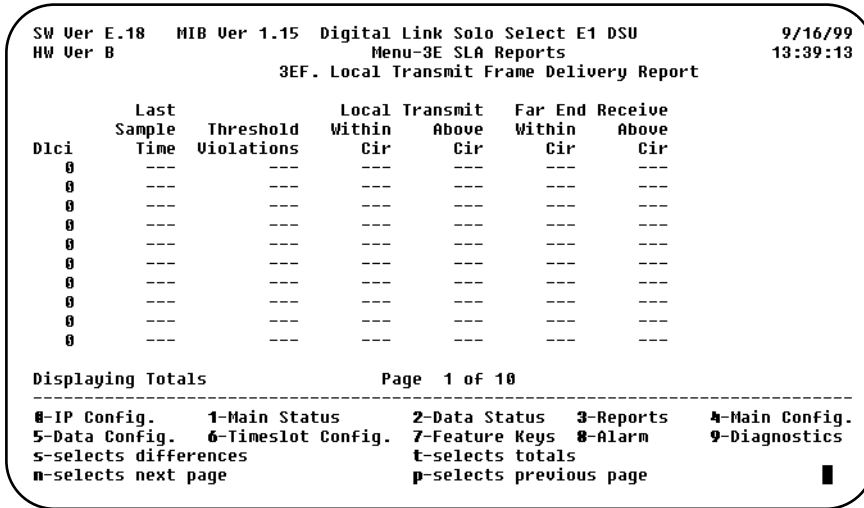 SW Ver E.18 MIB Ver 1.15 Digital Link Solo Select E1 DSU 9/16/99
HW Ver B Menu-3E SLA Reports 13:39:13
3EF. Local Transmit Frame Delivery Report
Last Local Transmit Far End Receive
Sample Threshold Within Above Within Above
Dlci Time Violations Cir Cir Cir Cir
0 --- --- --- --- --- ---
0 --- --- --- --- --- ---
0 --- --- --- --- --- ---
0 --- --- --- --- --- ---
0 --- --- --- --- --- ---
0 --- --- --- --- --- ---
0 --- --- --- --- --- ---
0 --- --- --- --- --- ---
0 --- --- --- --- --- ---
0 --- --- --- --- --- ---
Displaying Totals Page 1 of 10
0-IP Config. 1-Main Status 2-Data Status 3-Reports 4-Main Config.
5-Data Config. 6-Timeslot Config. 7-Feature Keys 8-Alarm 9-Diagnostics
s-selects differences t-selects totals
n-selects next page p-selects previous page